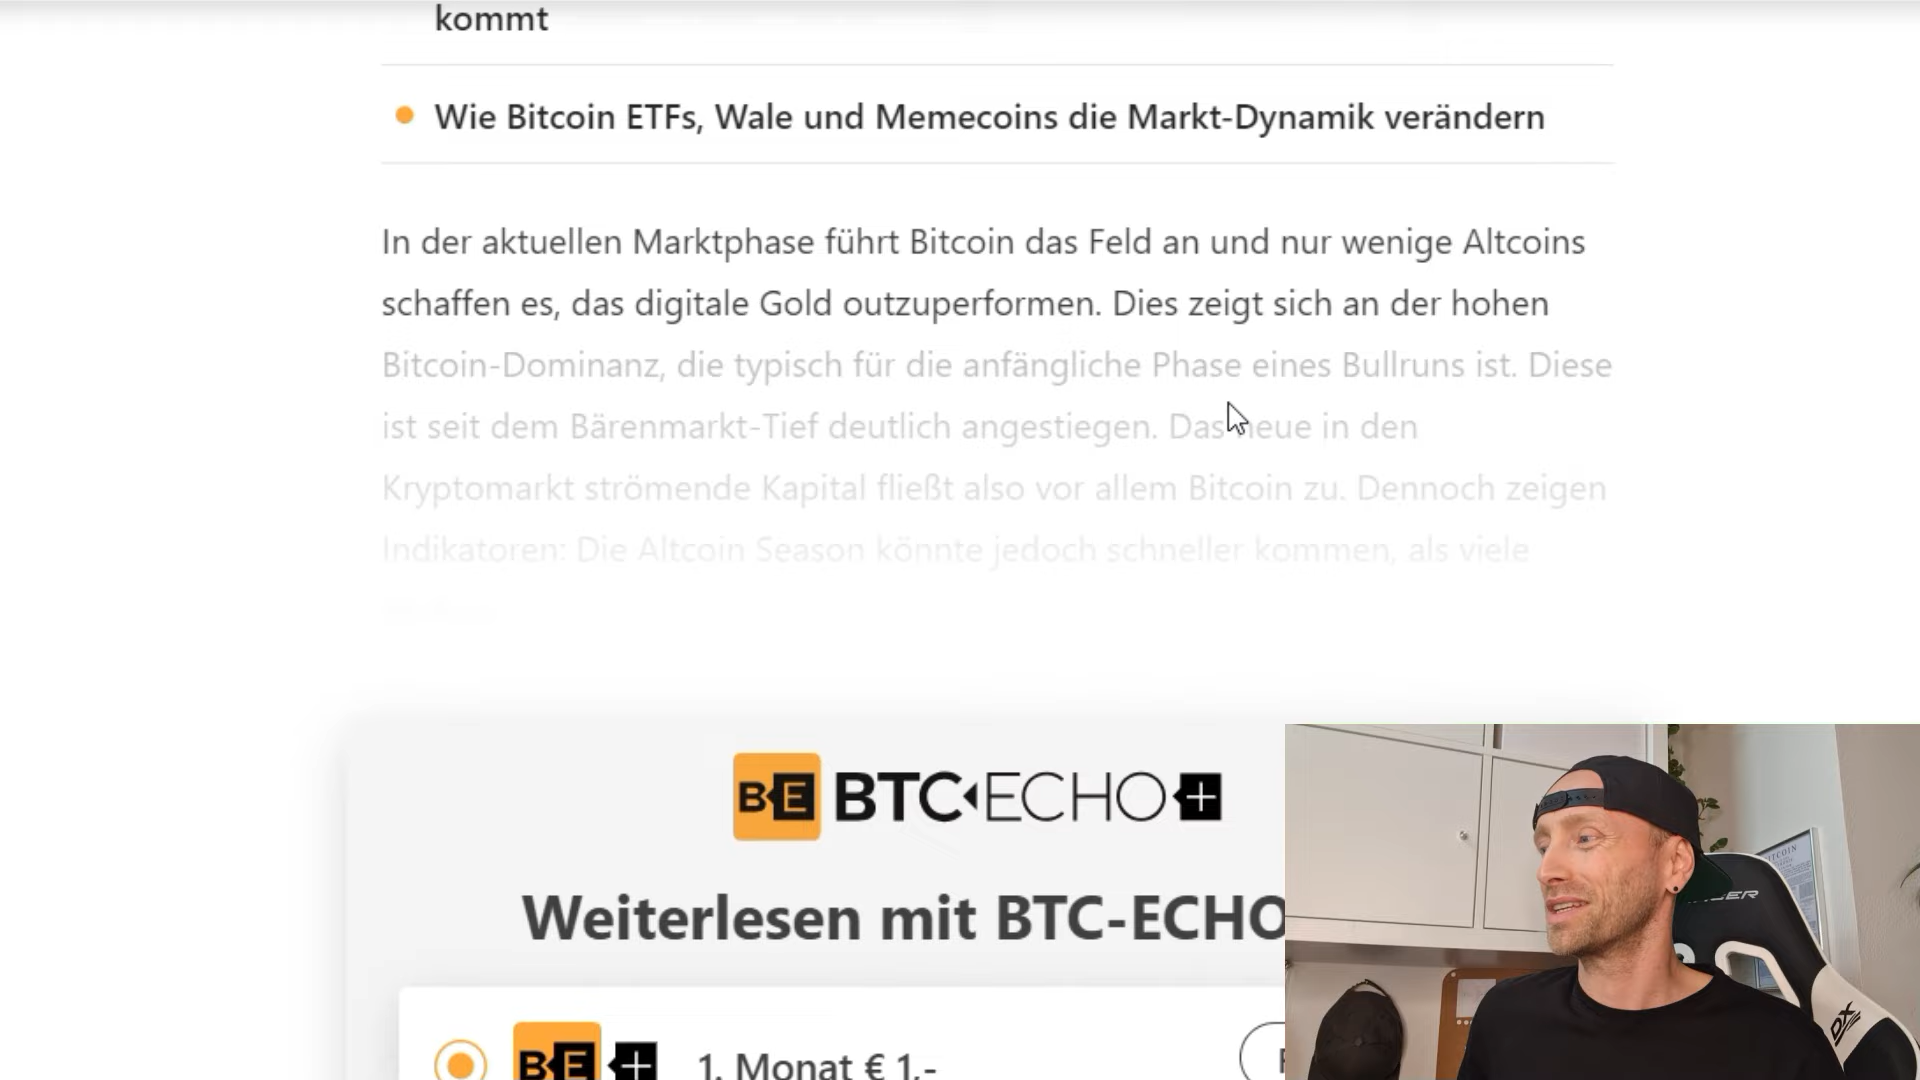 kommt
Wie Bitcoin ETFs, Wale und Memecoins die Markt-Dynamik verändern
In der aktuellen Marktphase führt Bitcoin das Feld an und nur wenige Altcoins
schaffen es, das digitale Gold outzuperformen. Dies zeigt sich an der hohen
Bitcoin-Dominanz, die typisch für die anfängliche Phase eines Bullruns ist. Diese
ist seit dem Bärenmarkt-Tief deutlich angestiegen. Das neue in den
Kryptomarkt strömende Kapital fließt also vor allem Bitcoin zu. Dennoch zeigen
Indikatoren: Die Altcoin Season könnte jedoch schneller kommen, als viele
BE BTC ECHO +
Weiterlesen mit BTC-ECHO
BE + 1. Monat € 1,-
BITCOIN
DX